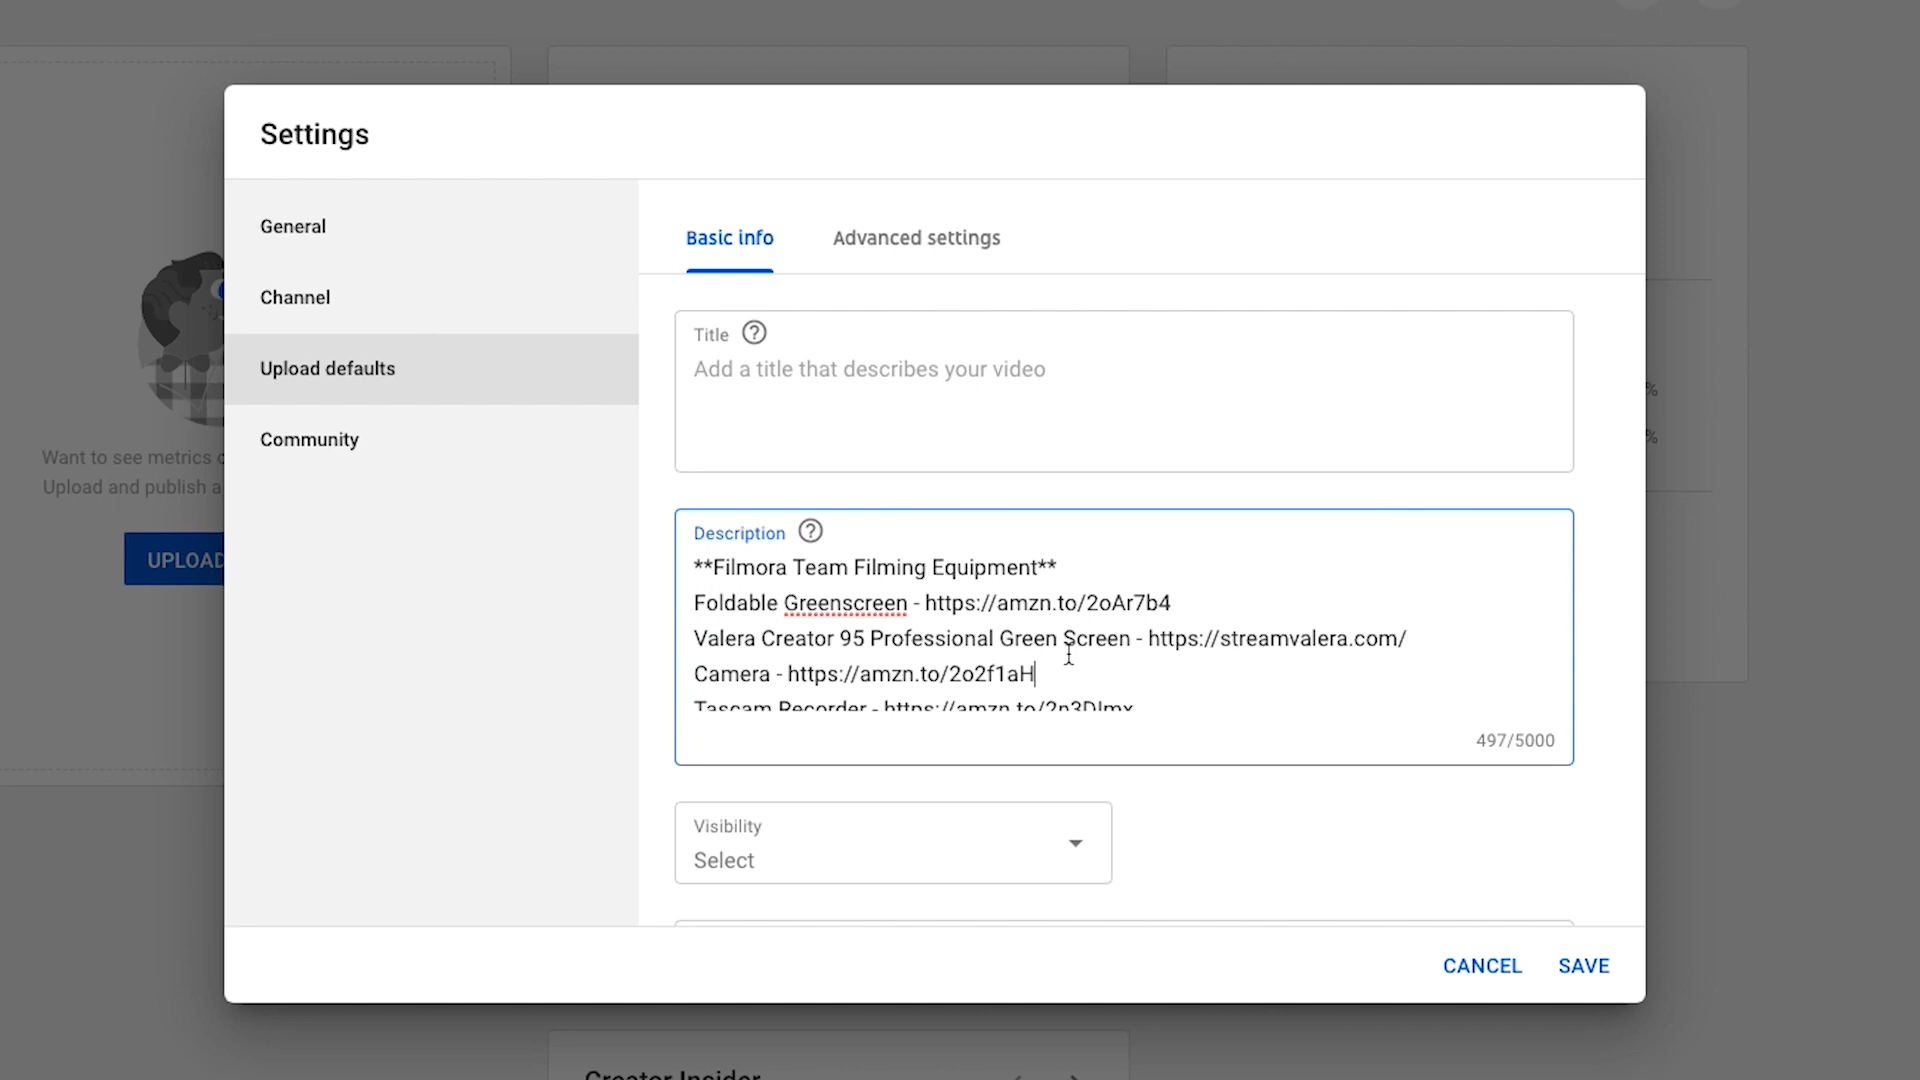 Settings
General
Channel
Upload defaults
Community
Basic info
Advanced settings
Title
Add a title that describes your video
Description
**Filmora Team Filming Equipment**
Foldable Greenscreen - https://amzn.to/2oAr7b4
Valera Creator 95 Professional Green Screen - https://streamvalera.com/
Camera - https://amzn.to/2o2f1aH
Tascam Recorder - https://amzn.to/2n3DImx
497/5000
Visibility
Select
CANCEL
SAVE
Want to see metrics
Upload and publish a
UPLOAD
%
%
Creator Insider